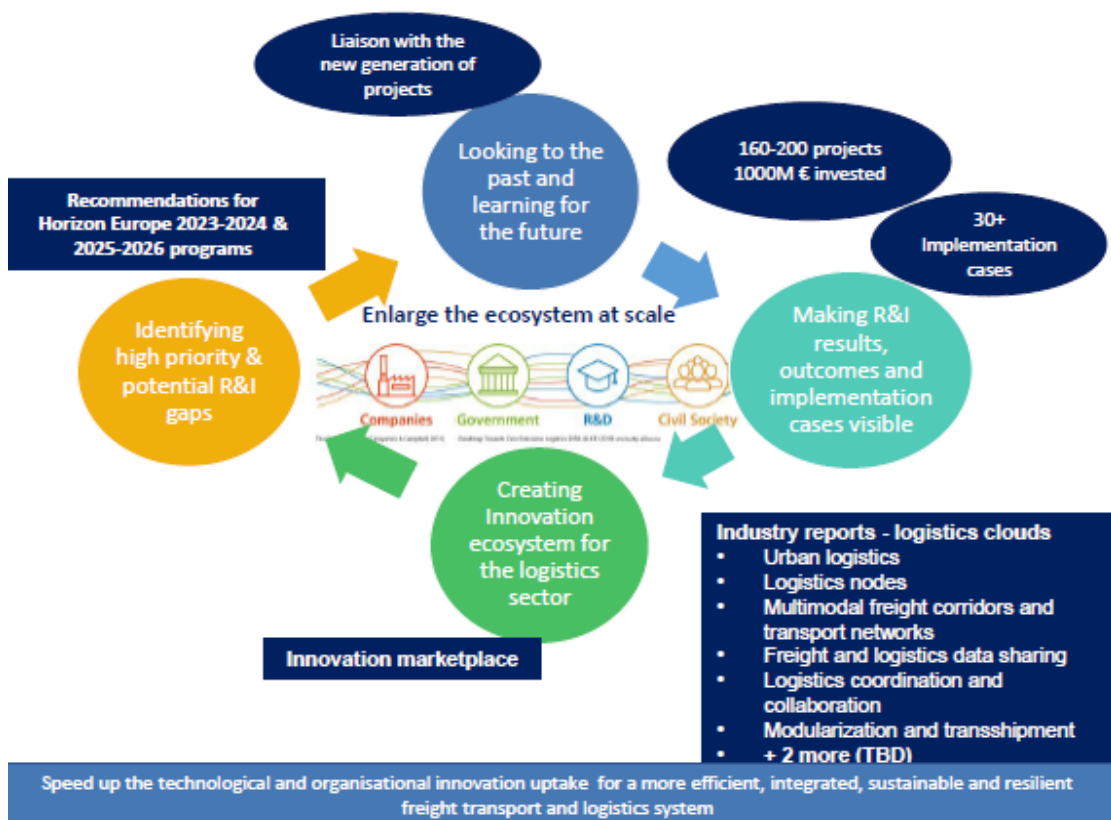 Liaison with the
new generation of
projects
Looking to the
past and
learning for
the future
160-200 projects
1000M € invested
30+
Implementation
cases
Recommendations for
Horizon Europe 2023-2024 &
2025-2026 programs
Identifying
high priority &
potential R&I
gaps
Enlarge the ecosystem at scale
Companies
Government
R&D
Civil Society
Making R&I
results,
outcomes and
implementation
cases visible
Creating
Innovation
ecosystem for
the logistics
sector
Innovation marketplace
Industry reports - logistics clouds
• Urban logistics
• Logistics nodes
• Multimodal freight corridors and
transport networks
• Freight and logistics data sharing
• Logistics coordination and
collaboration
• Modularization and transshipment
• + 2 more (TBD)
Speed up the technological and organisational innovation uptake for a more efficient, integrated, sustainable and resilient
freight transport and logistics system